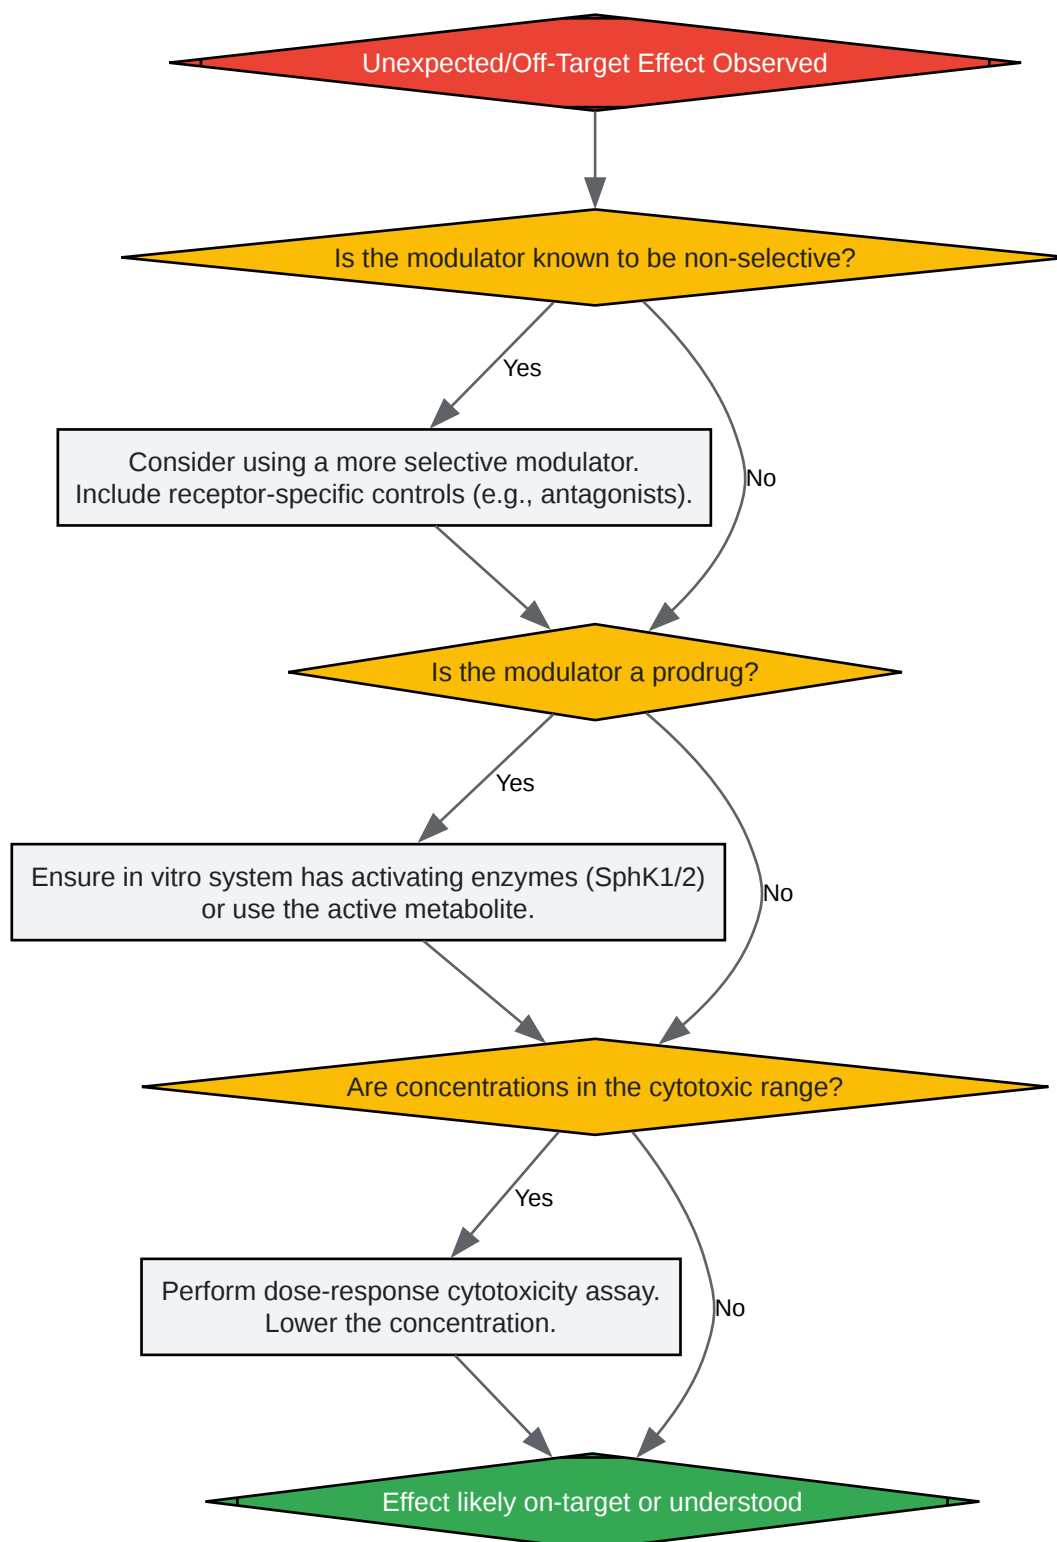 Unexpected/Off-Target Effect Observed
Is the modulator known to be non-selective?
Yes
Consider using a more selective modulator.
Include receptor-specific controls (e.g., antagonists).
No
Is the modulator a prodrug?
Yes
Ensure in vitro system has activating enzymes (SphK1/2)
or use the active metabolite.
No
Are concentrations in the cytotoxic range?
Yes
Perform dose-response cytotoxicity assay.
Lower the concentration.
No
Effect likely on-target or understood